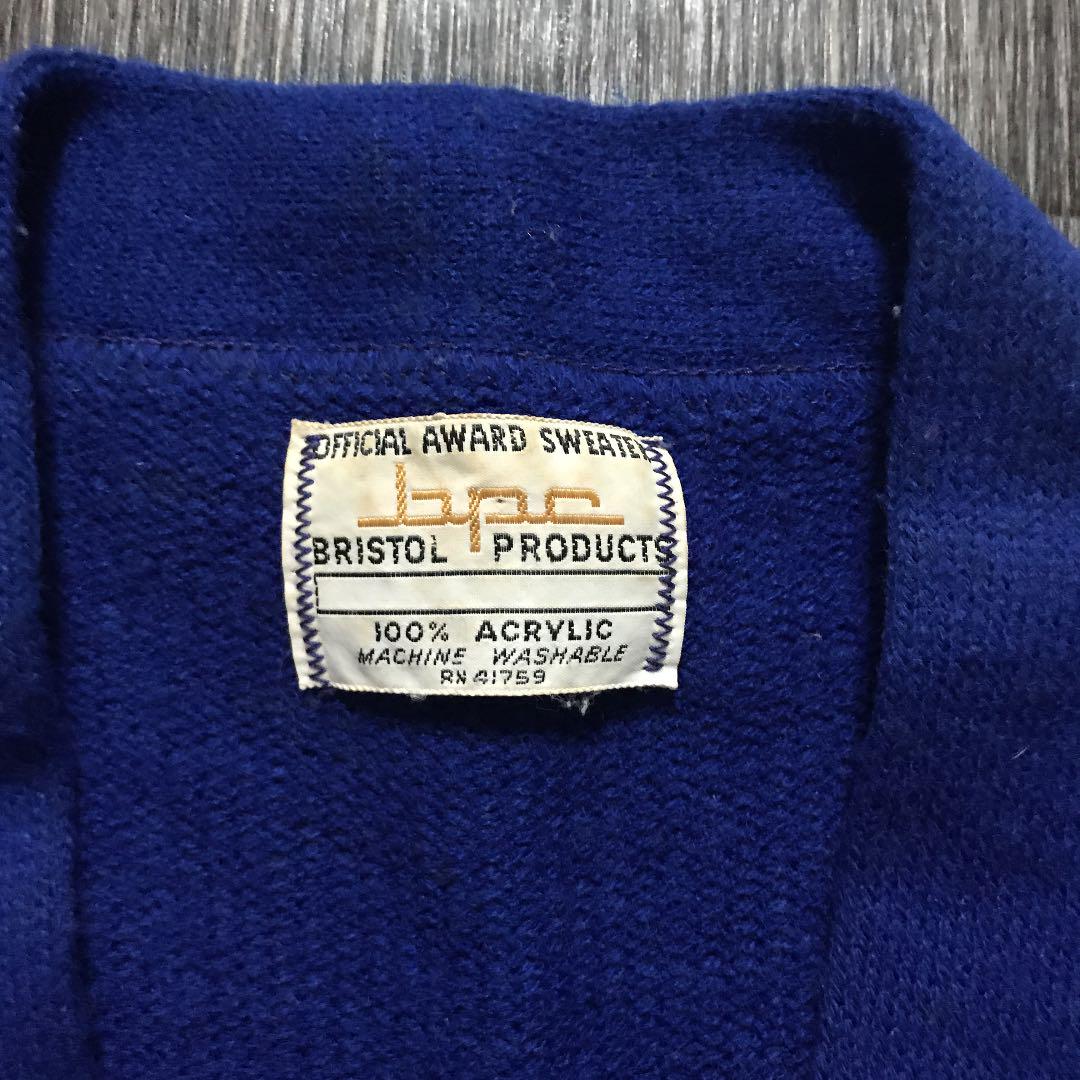 OFFICIAL AWARD SWEATER
bpc
BRISTOL PRODUCTS
100% ACRYLIC
MACHINE WASHABLE
RN 41759